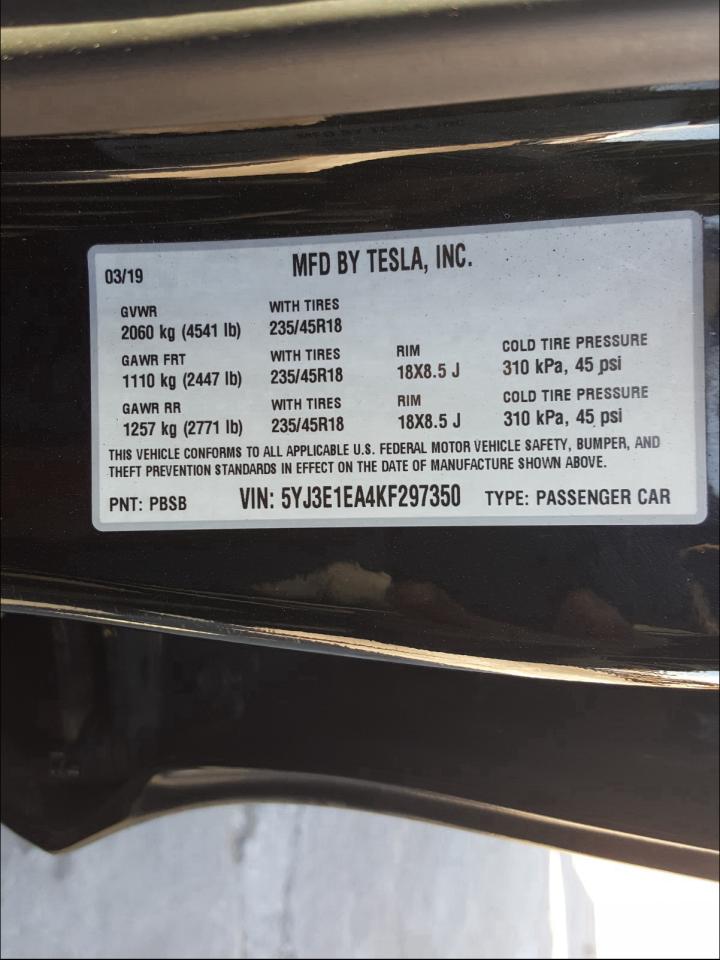 MFD BY TESLA, INC.
03/19 MFD BY TESLA, INC.
GVWR WITH TIRES
2060 kg (4541 lb) 235/45R18
GAWR FRT WITH TIRES RIM COLD TIRE PRESSURE
1110 kg (2447 lb) 235/45R18 18X8.5 J 310 kPa, 45 psi
GAWR RR WITH TIRES RIM COLD TIRE PRESSURE
1257 kg (2771 lb) 235/45R18 18X8.5 J 310 kPa, 45 psi
THIS VEHICLE CONFORMS TO ALL APPLICABLE U.S. FEDERAL MOTOR VEHICLE SAFETY, BUMPER, AND
THEFT PREVENTION STANDARDS IN EFFECT ON THE DATE OF MANUFACTURE SHOWN ABOVE.
PNT: PBSB VIN: 5YJ3E1EA4KF297350 TYPE: PASSENGER CAR